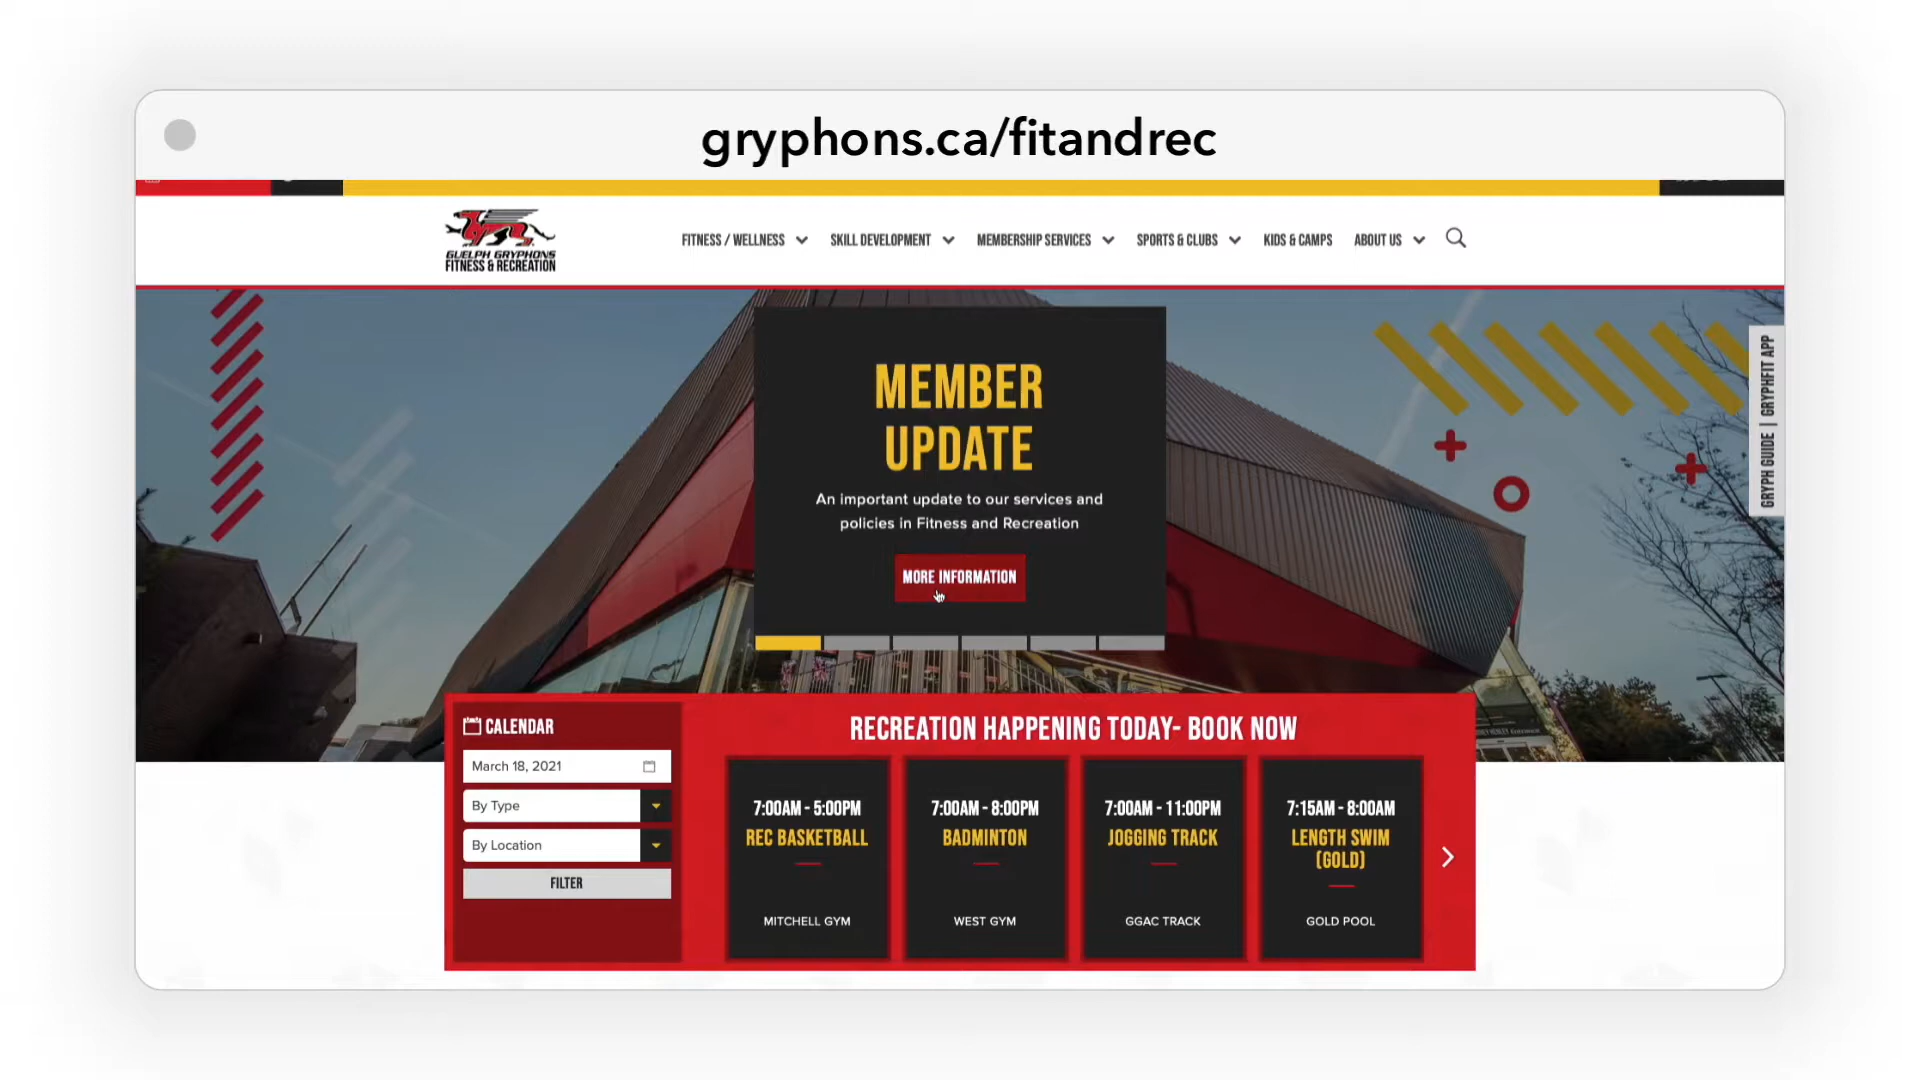 gryphons.ca/fitandrec
GUELPH GRYPHONS
FITNESS & RECREATION
FITNESS / WELLNESS
SKILL DEVELOPMENT
MEMBERSHIP SERVICES
SPORTS & CLUBS
KIDS & CAMPS
ABOUT US
MEMBER
UPDATE
An important update to our services and
policies in Fitness and Recreation
MORE INFORMATION
GRYPH GUIDE | GRYPHFIT APP
CALENDAR
March 18, 2021
By Type
By Location
FILTER
RECREATION HAPPENING TODAY- BOOK NOW
7:00AM - 5:00PM
REC BASKETBALL
MITCHELL GYM
7:00AM - 8:00PM
BADMINTON
WEST GYM
7:00AM - 11:00PM
JOGGING TRACK
GGAC TRACK
7:15AM - 8:00AM
LENGTH SWIM
(GOLD)
GOLD POOL